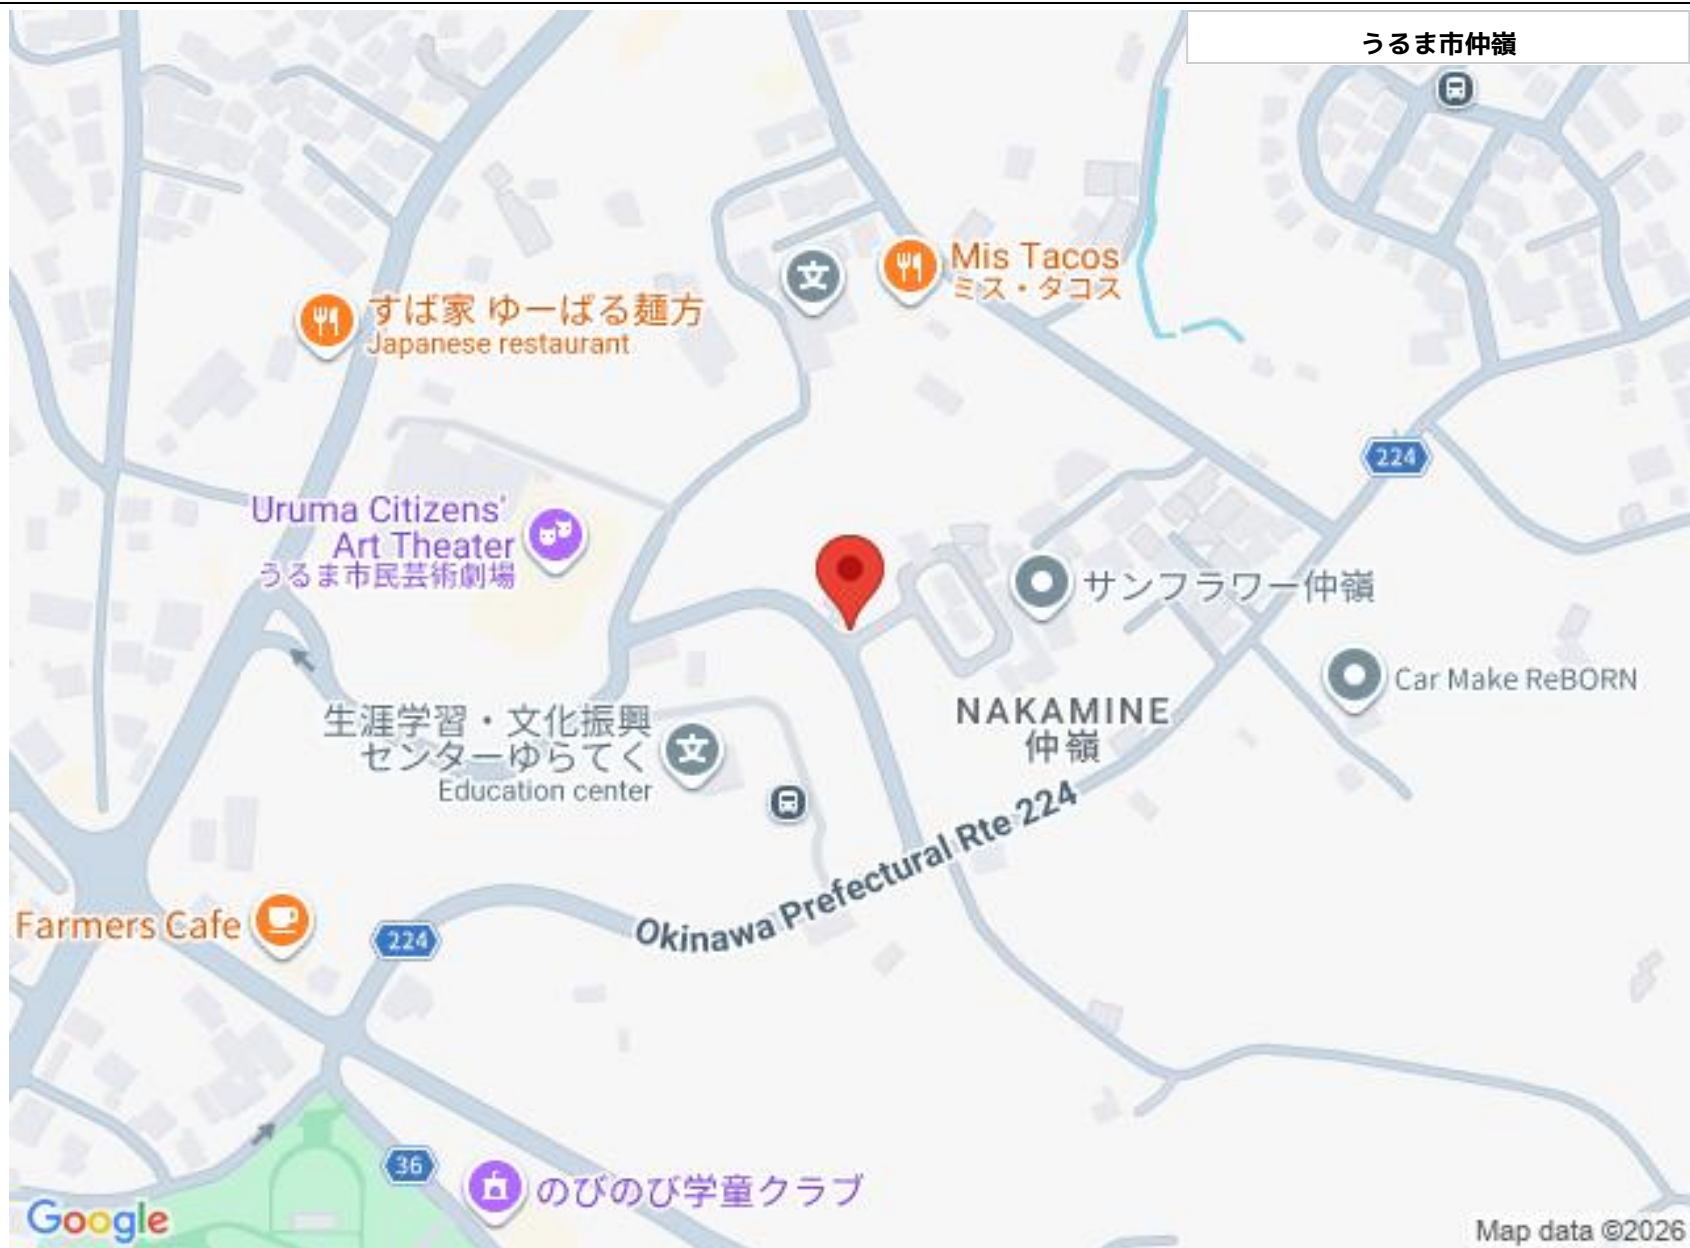 うるま市仲嶺
Mis Tacos
ミス・タコス
文
すば家 ゆーばる麺方
Japanese restaurant
224
Uruma Citizens'
Art Theater
うるま市民芸術劇場
サンフラワー仲嶺
Car Make ReBORN
NAKAMINE
仲嶺
生涯学習・文化振興
センターゆらてく
Education center
文
Okinawa Prefectural Rte 224
Farmers Cafe
224
36
のびのび学童クラブ
Google
Map data ©2026